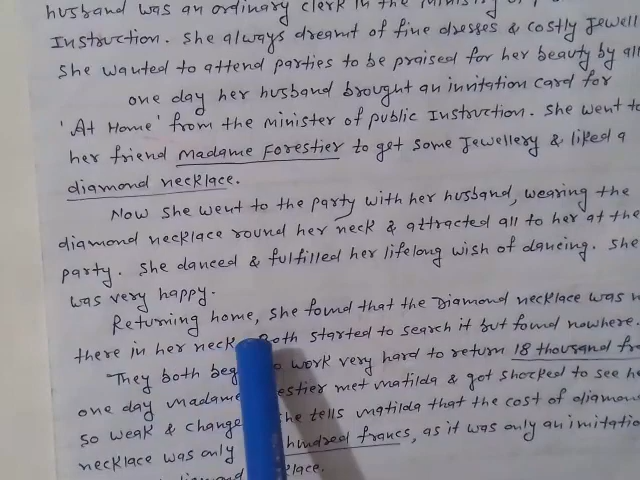 husband was an ordinary clerk in the
Instruction. She always dreamt of fine dresses & costly Jewell
She wanted to attend parties to be praised for her beauty by all
one day her husband brought an invitation card for
'At Home' from the minister of public Instruction. She went to
her friend Madame Forestier to get some Jewellery & liked a
diamond necklace.
Now she went to the party with her husband, wearing the
diamond necklace round her neck & attracted all to her at the
party. She danced & fulfilled her lifelong wish of dancing. She
was very happy.
Returning home, she found that the Diamond necklace was
there in her neck. Both started to search it but found nowhere.
They both work very hard to return 18 thousand fra
one day Madame met Matilda & got shocked to see he
so weak & change tells Matilda that the cost of diamon
necklace was only hundred francs, as it was only an imitatio